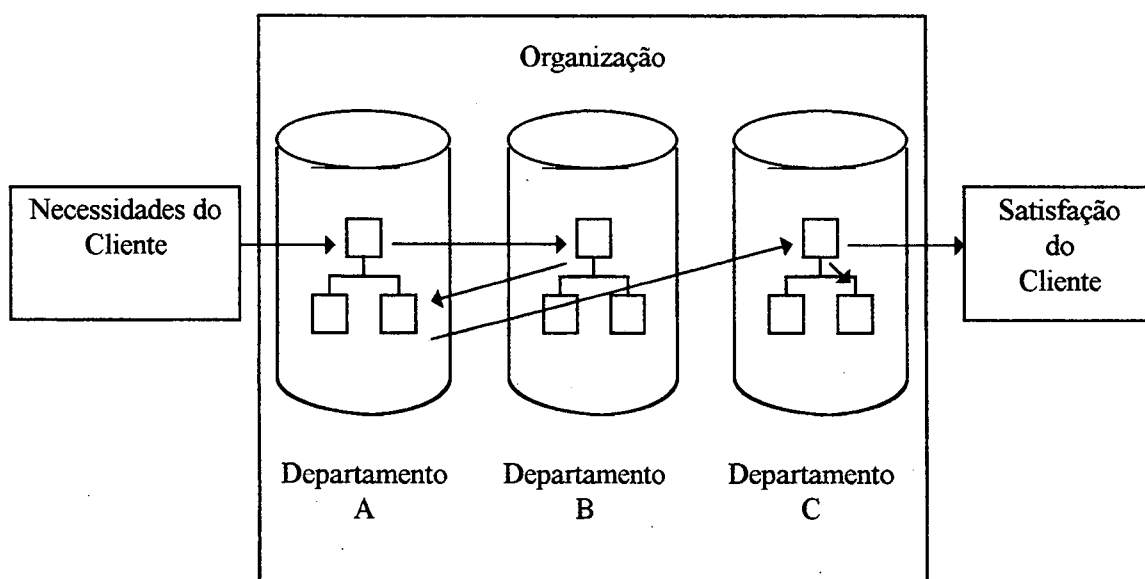 Organização
Necessidades do
Cliente
Satisfação
do
Cliente
Departamento
A
Departamento
B
Departamento
C